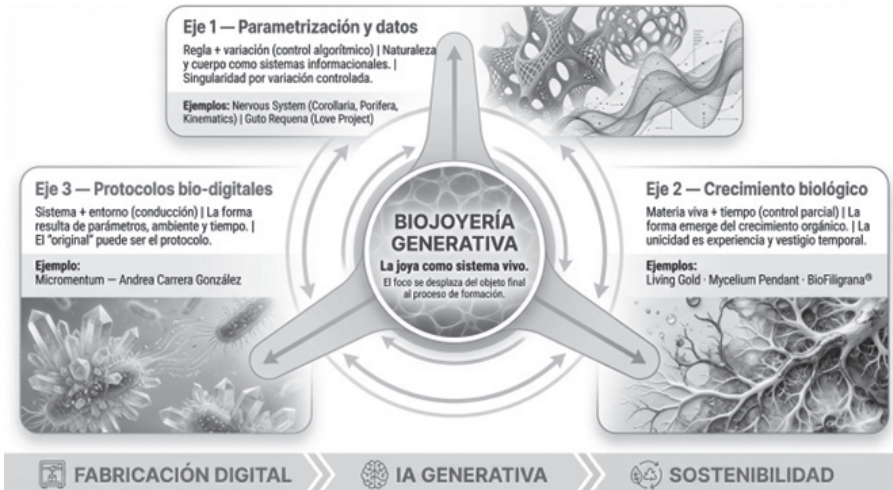 Eje 1 — Parametrización y datos
Regla + variación (control algorítmico) | Naturaleza
y cuerpo como sistemas informacionales. |
Singularidad por variación controlada.
Ejemplos: Nervous System (Corollaria, Porifera,
Kinematics) | Guto Requena (Love Project)
Eje 3 — Protocolos bio-digitales
Sistema + entorno (conducción) | La forma
resulta de parámetros, ambiente y tiempo. |
El “original” puede ser el protocolo.
Ejemplo:
Micromentum — Andrea Carrera González
BIOJOYERÍA
GENERATIVA
La joya como sistema vivo.
El foco se desplaza del objeto final
al proceso de formación.
Eje 2 — Crecimiento biológico
Materia viva + tiempo (control parcial) | La
forma emerge del crecimiento orgánico. | La
unicidad es experiencia y vestigio temporal.
Ejemplos:
Living Gold · Mycelium Pendant · BioFiligrana®
FABRICACIÓN DIGITAL
IA GENERATIVA
SOSTENIBILIDAD